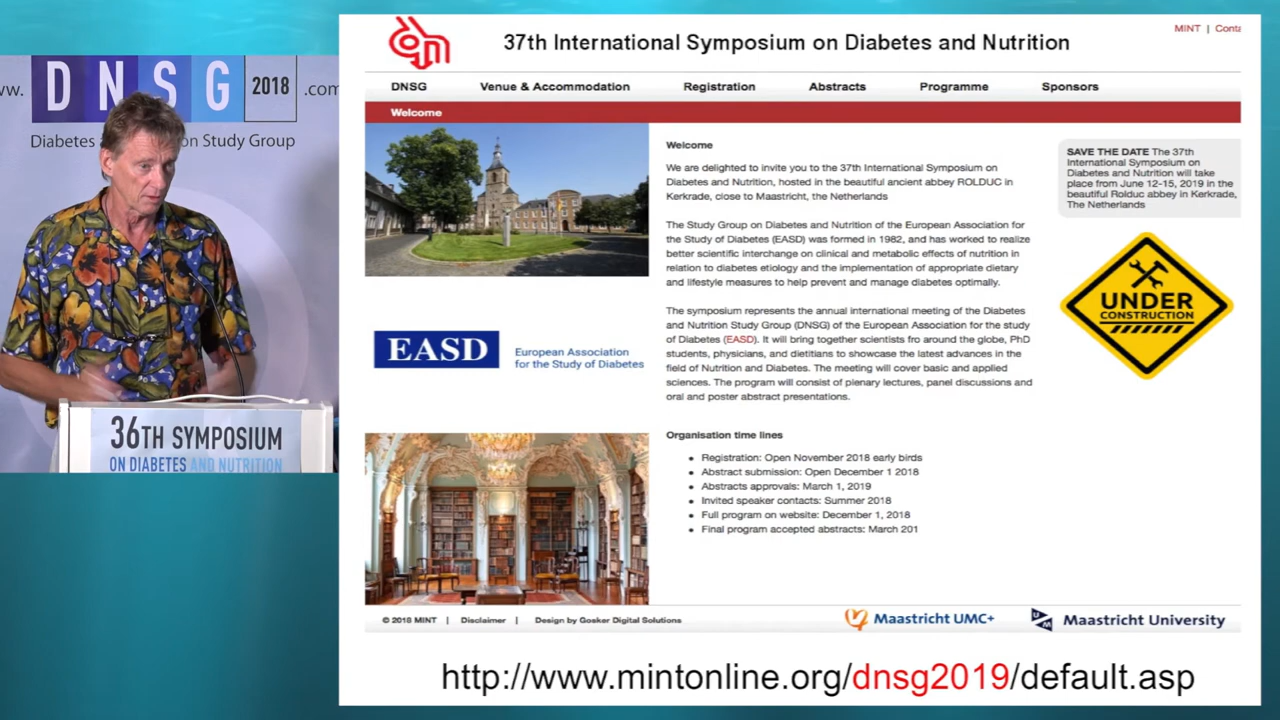 ww.
D N S G
2018
.com
Diabetes
on Study Group
36TH SYMPOSIUM
ON DIABETES AND NUTRITION
37th International Symposium on Diabetes and Nutrition
MINT | Conta
DNSG Venue & Accommodation Registration Abstracts Programme Sponsors
Welcome
Welcome
We are delighted to invite you to the 37th International Symposium on
Diabetes and Nutrition, hosted in the beautiful ancient abbey ROLDUC in
Kerkrade, close to Maastricht, the Netherlands
The Study Group on Diabetes and Nutrition of the European Association for
the Study of Diabetes (EASD) was formed in 1982, and has worked to realize
better scientific interchange on clinical and metabolic effects of nutrition in
relation to diabetes etiology and the implementation of appropriate dietary
and lifestyle measures to help prevent and manage diabetes optimally.
The symposium represents the annual international meeting of the Diabetes
and Nutrition Study Group (DNSG) of the European Association for the study
of Diabetes (EASD). It will bring together scientists fro around the globe, PhD
students, physicians, and dietitians to showcase the latest advances in the
field of Nutrition and Diabetes. The meeting will cover basic and applied
sciences. The program will consist of plenary lectures, panel discussions and
oral and poster abstract presentations.
Organisation time lines
Registration: Open November 2018 early birds
Abstract submission: Open December 1 2018
Abstracts approvals: March 1, 2019
Invited speaker contacts: Summer 2018
Full program on website: December 1, 2018
Final program accepted abstracts: March 201
SAVE THE DATE The 37th
International Symposium on
Diabetes and Nutrition will take
place from June 12-15, 2019 in the
beautiful Rolduc abbey in Kerkrade,
The Netherlands
UNDER
CONSTRUCTION
EASD
European Association
for the Study of Diabetes
© 2018 MINT | Disclaimer | Design by Gosker Digital Solutions
Maastricht UMC+
UM
Maastricht University
http://www.mintonline.org/dnsg2019/default.asp